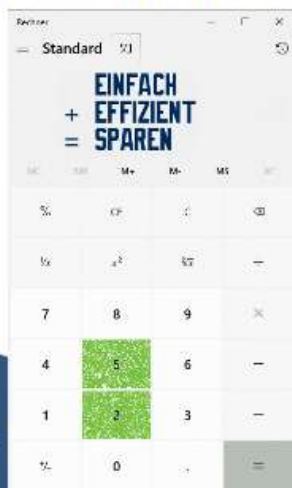 Rechner
Standard
EINFACH
+ EFFIZIENT
= SPAREN
M+ M- MS
% CE C
7 8 9 ×
4 5 6 −
1 2 3
+/- 0 . =